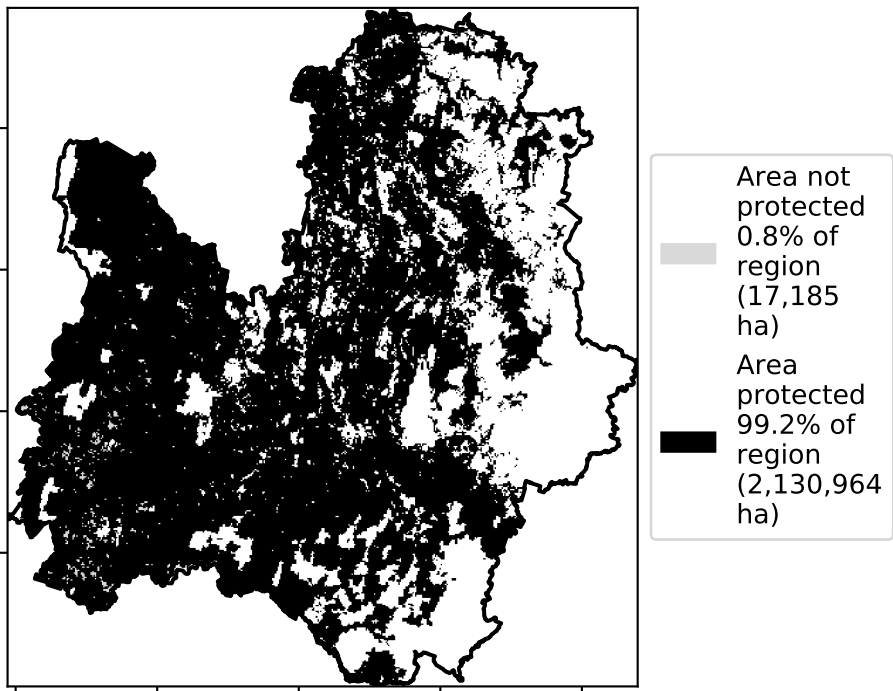 Area not
protected
0.8% of
region
(17,185
ha)
Area
protected
99.2% of
region
(2,130,964
ha)